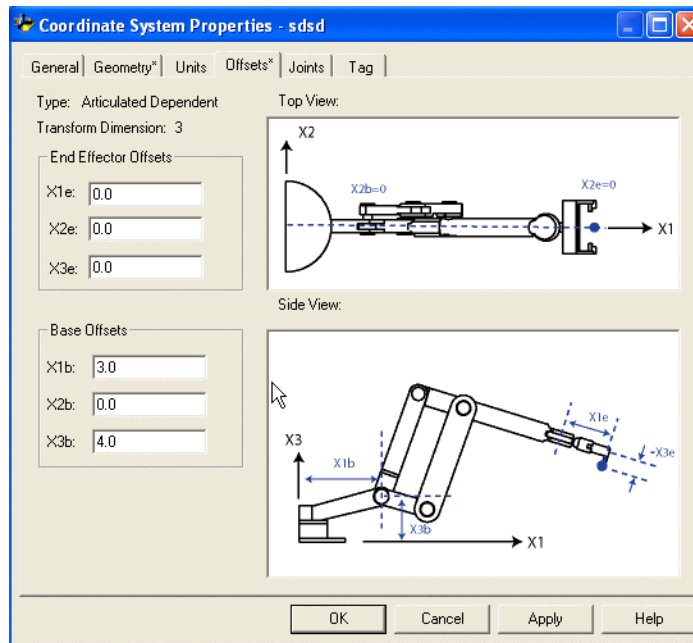 Coordinate System Properties - sdsd
General Geometry* Units Offsets* Joints Tag
Type: Articulated Dependent
Transform Dimension: 3
End Effector Offsets
X1e: 0.0
X2e: 0.0
X3e: 0.0
Base Offsets
X1b: 3.0
X2b: 0.0
X3b: 4.0
Top View:
X2
X2b=0
X2e=0
X1
Side View:
X1e
-X3e
X3
X1b
X3b
X1
OK Cancel Apply Help